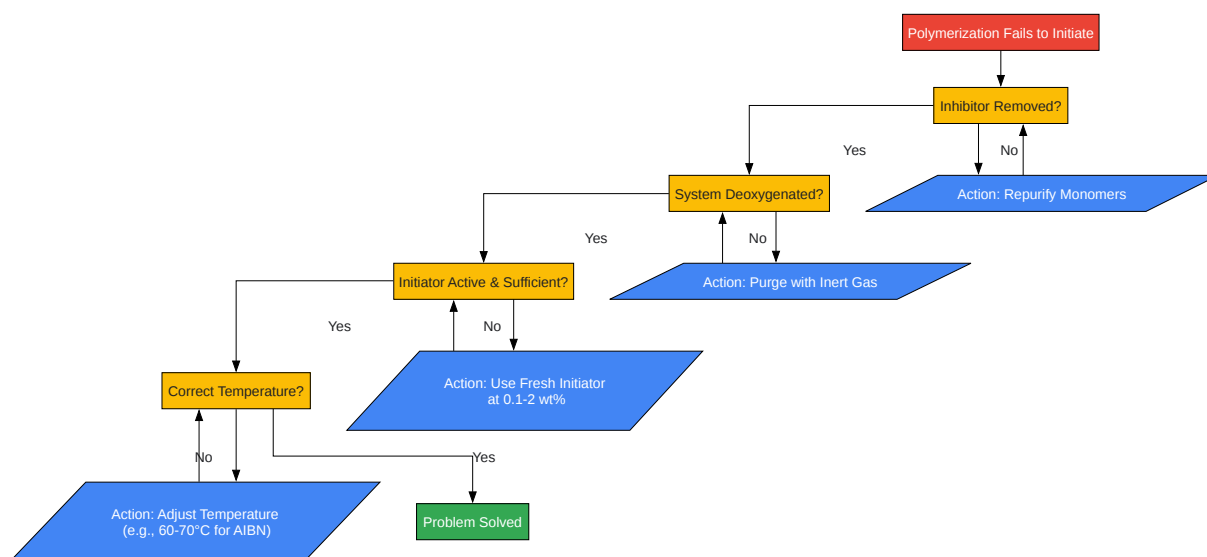 Polymerization Fails to Initiate
Inhibitor Removed?
Yes
No
System Deoxygenated?
Action: Repurify Monomers
Yes
No
Initiator Active & Sufficient?
Action: Purge with Inert Gas
Yes
No
Correct Temperature?
Action: Use Fresh Initiator
at 0.1-2 wt%
No
Yes
Action: Adjust Temperature
(e.g., 60-70°C for AIBN)
Problem Solved